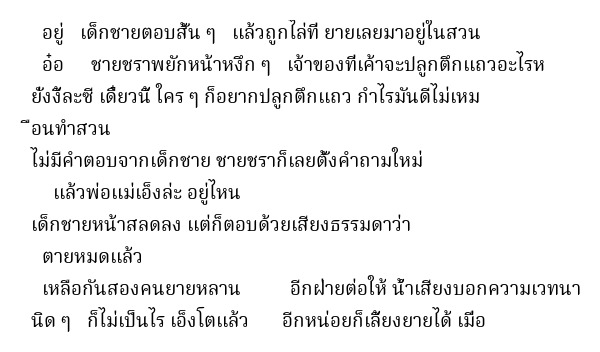 อยู่ เด็กชายตอบสั้น ๆ แล้วถูกไล่ที่ ยายเลยมาอยู่ในสวน
อ๋อ ชายชราพยักหน้าหงึก ๆ เจ้าของที่เค้าจะปลูกตึกแถวอะไรห
ยั่งงั้ละซี เดี๋ยวนี้ ใคร ๆ ก็อยากปลูกตึกแถว กำไรมันดีไม่เหม
ือนทำสวน
ไม่มีคำตอบจากเด็กชาย ชายชราก็เลยตั้งคำถามใหม่
แล้วพ่อแม่เอ็งล่ะ อยู่ไหน
เด็กชายหน้าสลดลง แต่ก็ตอบด้วยเสียงธรรมดาว่า
ตายหมดแล้ว
เหลือกันสองคนยายหลาน อีกฝ่ายต่อให้ น้ำเสียงบอกความเวทนา
นิด ๆ ก็ไม่เป็นไร เอ็งโตแล้ว อีกหน่อยก็เลี้ยงยายได้ เมื่อ